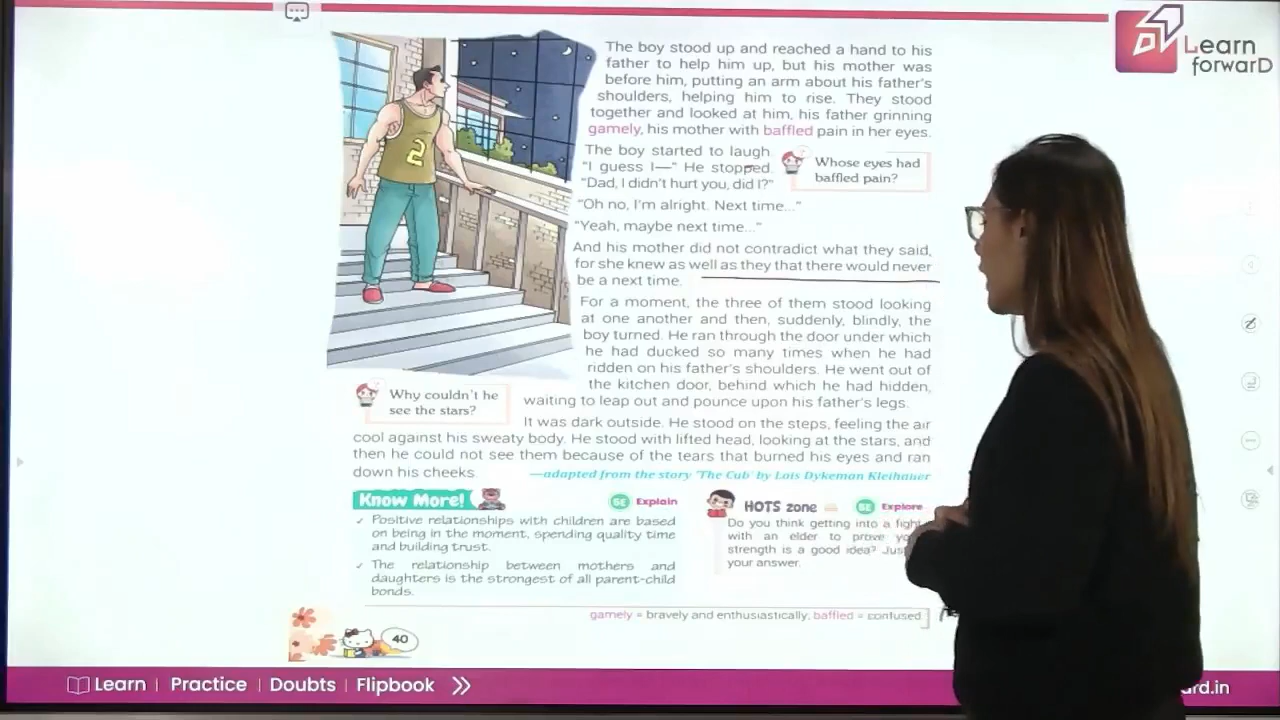 Learn
forwarD
The boy stood up and reached a hand to his
father to help him up, but his mother was
before him, putting an arm about his father's
shoulders, helping him to rise. They stood
together and looked at him, his father grinning
gamely, his mother with baffled pain in her eyes.
The boy started to laugh
"I guess I—" He stopped.
"Dad, I didn't hurt you, did I?"
Whose eyes had
baffled pain?
"Oh no, I'm alright. Next time..."
"Yeah, maybe next time..."
And his mother did not contradict what they said,
for she knew as well as they that there would never
be a next time.
For a moment, the three of them stood looking
at one another and then, suddenly, blindly, the
boy turned. He ran through the door under which
he had ducked so many times when he had
ridden on his father's shoulders. He went out of
the kitchen door, behind which he had hidden,
waiting to leap out and pounce upon his father's legs.
Why couldn't he
see the stars?
It was dark outside. He stood on the steps, feeling the air
cool against his sweaty body. He stood with lifted head, looking at the stars, and
then he could not see them because of the tears that burned his eyes and ran
down his cheeks.
—adapted from the story 'The Cub' by Lois Dykeman Kleihauer
Know More!
5E Explain
✓ Positive relationships with children are based
on being in the moment, spending quality time
and building trust.
✓ The relationship between mothers and
daughters is the strongest of all parent-child
bonds.
HOTS zone
5E Explore
Do you think getting into a fight
with an elder to prove
strength is a good idea?
your answer.
gamely = bravely and enthusiastically; baffled = confused
40
2
Learn | Practice | Doubts | Flipbook
rd.in